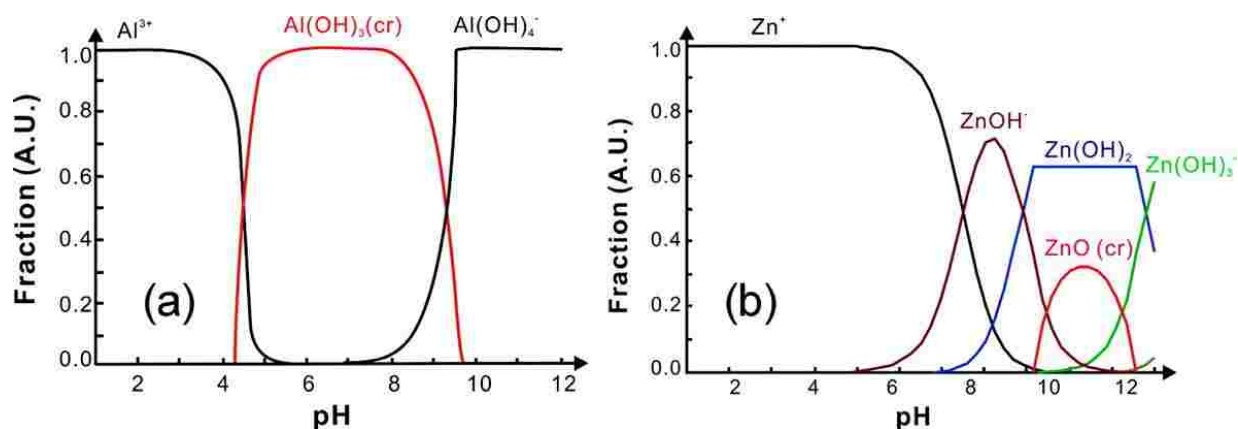 Al³⁺
Al(OH)₃(cr)
Al(OH)₄⁻
1.0
0.8
0.6
0.4
0.2
0.0
Fraction (A.U.)
(a)
2
4
6
8
10
12
pH
Zn⁺
ZnOH⁻
Zn(OH)₂
Zn(OH)₃⁻
ZnO (cr)
1.0
0.8
0.6
0.4
0.2
0.0
Fraction (A.U.)
(b)
2
4
6
8
10
12
pH